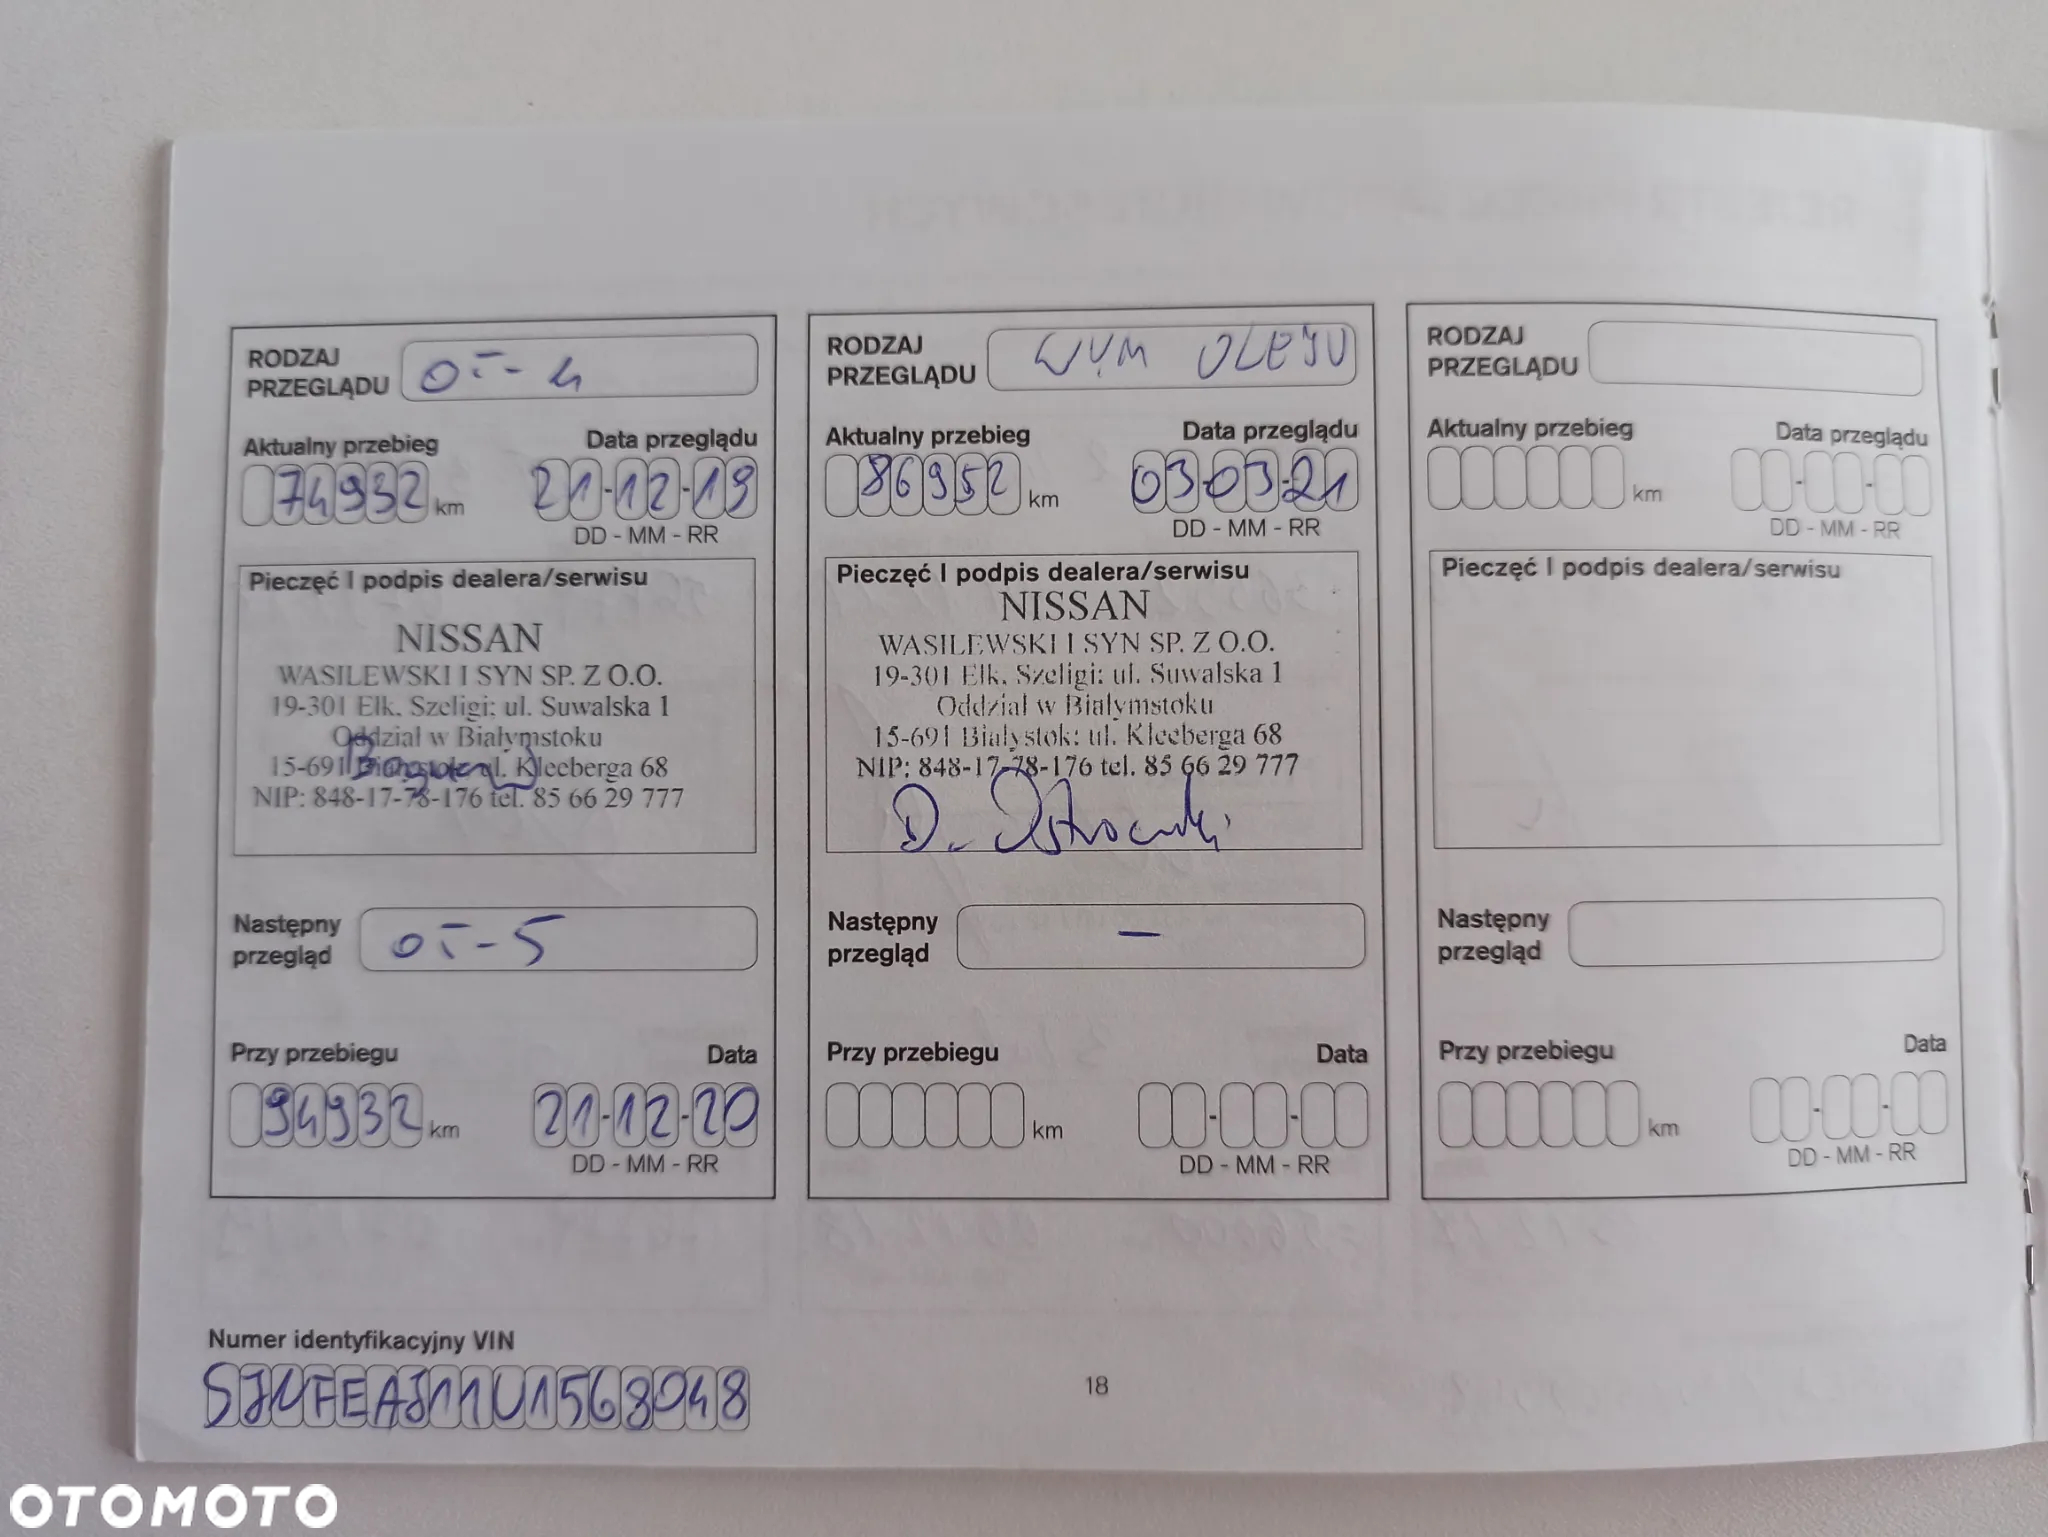 RODZAJ
PRZEGLĄDU OT-4
Aktualny przebieg Data przeglądu
74932 km 21-12-19
DD - MM - RR
Pieczęć I podpis dealera/serwisu
NISSAN
WASILEWSKI I SYN SP. Z O.O.
19-301 Ełk, Szeligi; ul. Suwalska 1
Oddział w Białymstoku
15-691 Białystok; ul. Kleeberga 68
NIP: 848-17-78-176 tel. 85 66 29 777
Następny
przegląd OT-5
Przy przebiegu Data
94932 km 21-12-20
DD - MM - RR
RODZAJ
PRZEGLĄDU WYM OLEJU
Aktualny przebieg Data przeglądu
86952 km 03-03-21
DD - MM - RR
Pieczęć I podpis dealera/serwisu
NISSAN
WASILEWSKI I SYN SP. Z O.O.
19-301 Ełk, Szeligi; ul. Suwalska 1
Oddział w Białymstoku
15-691 Białystok; ul. Kleeberga 68
NIP: 848-17-78-176 tel. 85 66 29 777
Następny
przegląd —
Przy przebiegu Data
km - -
DD - MM - RR
RODZAJ
PRZEGLĄDU
Aktualny przebieg Data przeglądu
km - -
DD - MM - RR
Pieczęć I podpis dealera/serwisu
Następny
przegląd
Przy przebiegu Data
km - -
DD - MM - RR
Numer identyfikacyjny VIN
SJNFEAJ11U1568048
18
OTOMOTO